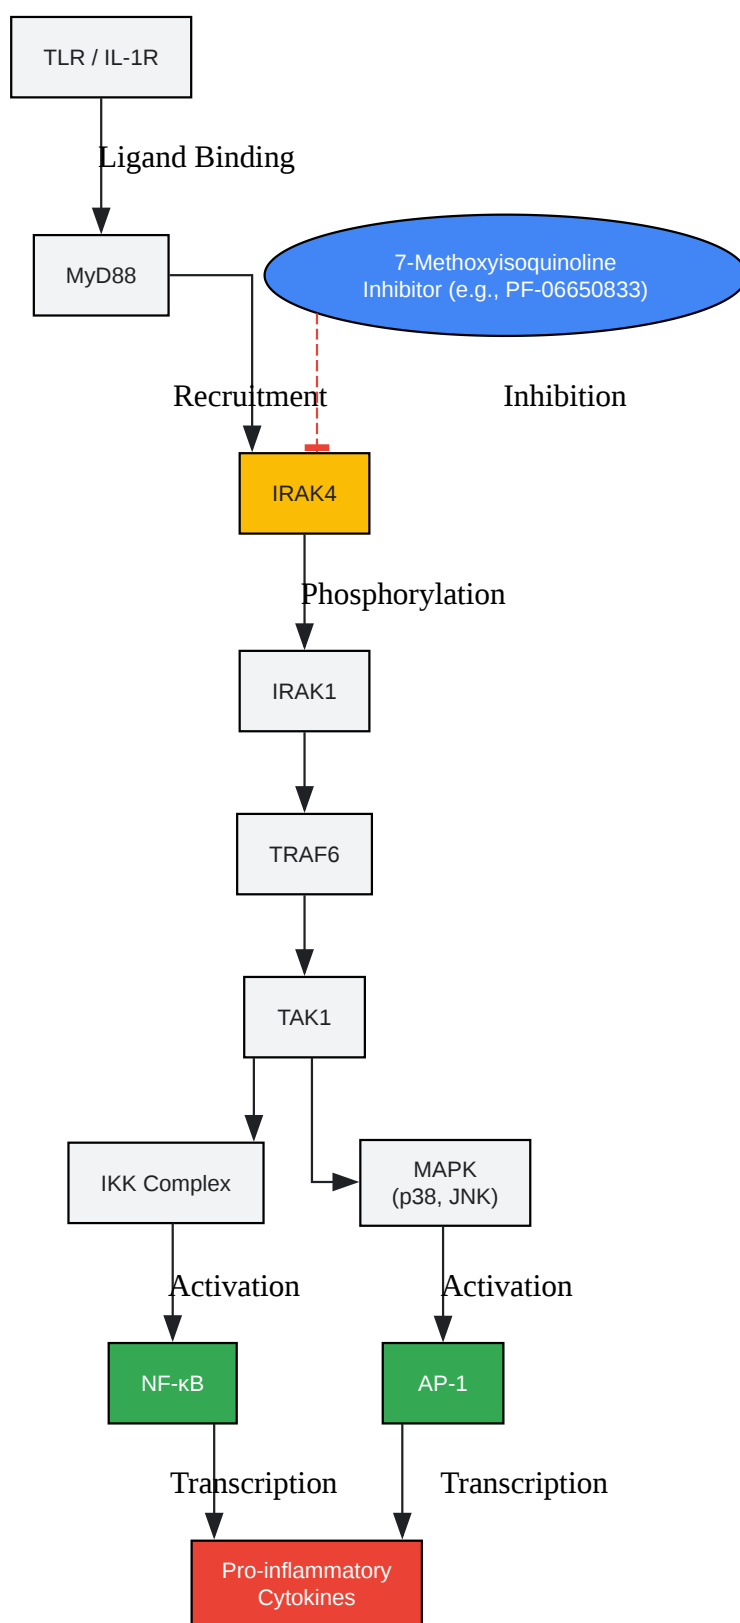 TLR / IL-1R
Ligand Binding
MyD88
7-Methoxyisoquinoline
Inhibitor (e.g., PF-06650833)
Recruitment
Inhibition
IRAK4
Phosphorylation
IRAK1
TRAF6
TAK1
IKK Complex
MAPK
(p38, JNK)
Activation
Activation
NF-κB
AP-1
Transcription
Transcription
Pro-inflammatory
Cytokines